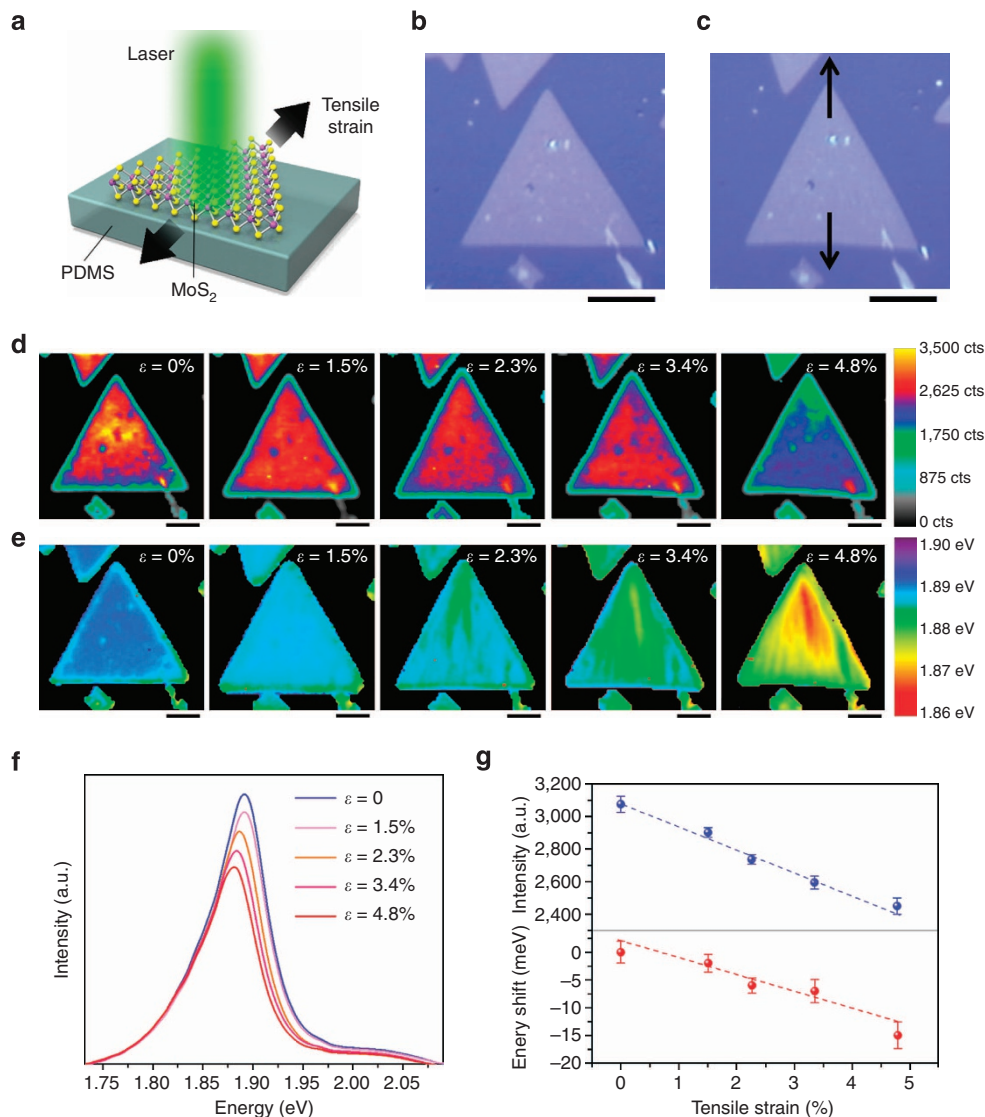 a
Laser
Tensile
strain
PDMS
MoS2
b
c
d
ε = 0%
ε = 1.5%
ε = 2.3%
ε = 3.4%
ε = 4.8%
3,500 cts
2,625 cts
1,750 cts
875 cts
0 cts
e
ε = 0%
ε = 1.5%
ε = 2.3%
ε = 3.4%
ε = 4.8%
1.90 eV
1.89 eV
1.88 eV
1.87 eV
1.86 eV
f
Intensity (a.u.)
ε = 0
ε = 1.5%
ε = 2.3%
ε = 3.4%
ε = 4.8%
1.75 1.80 1.85 1.90 1.95 2.00 2.05
Energy (eV)
g
Enery shift (meV) Intensity (a.u.)
3,200
3,000
2,800
2,600
2,400
0
−5
−10
−15
−20
0 1 2 3 4 5
Tensile strain (%)